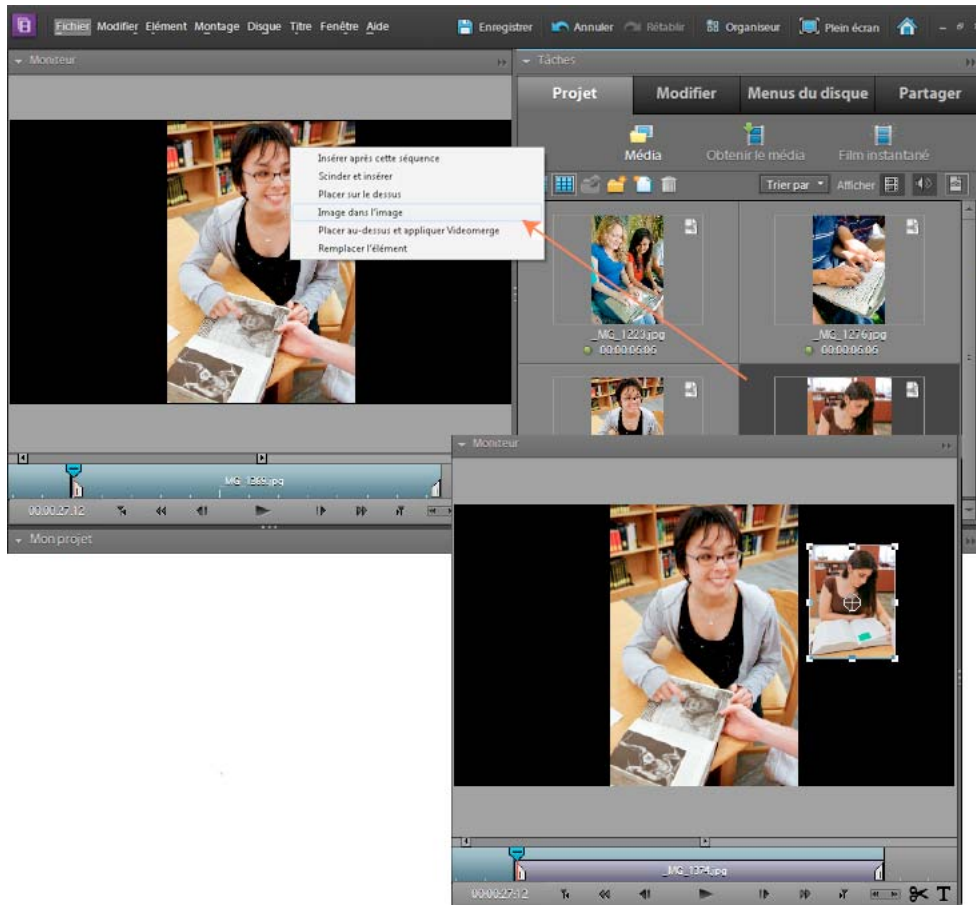 Fichier Modifier Elément Montage Disque Titre Fenêtre Aide
Enregistrer Annuler Rétablir Organiseur Plein écran
Moniteur
Tâches
Projet Modifier Menus du disque Partager
Média Obtenir le média Film instantané
Trier par Afficher
Insérer après cette séquence
Scinder et insérer
Placer sur le dessus
Image dans l'image
Placer au-dessus et appliquer Videomerge
Remplacer l'élément
_MG_1223.jpg
00:00:06:06
_MG_1276.jpg
00:00:06:06
_MG_1369.jpg
00:00:27:12
Mon projet
Moniteur
_MG_1374.jpg
00:00:27:12
T